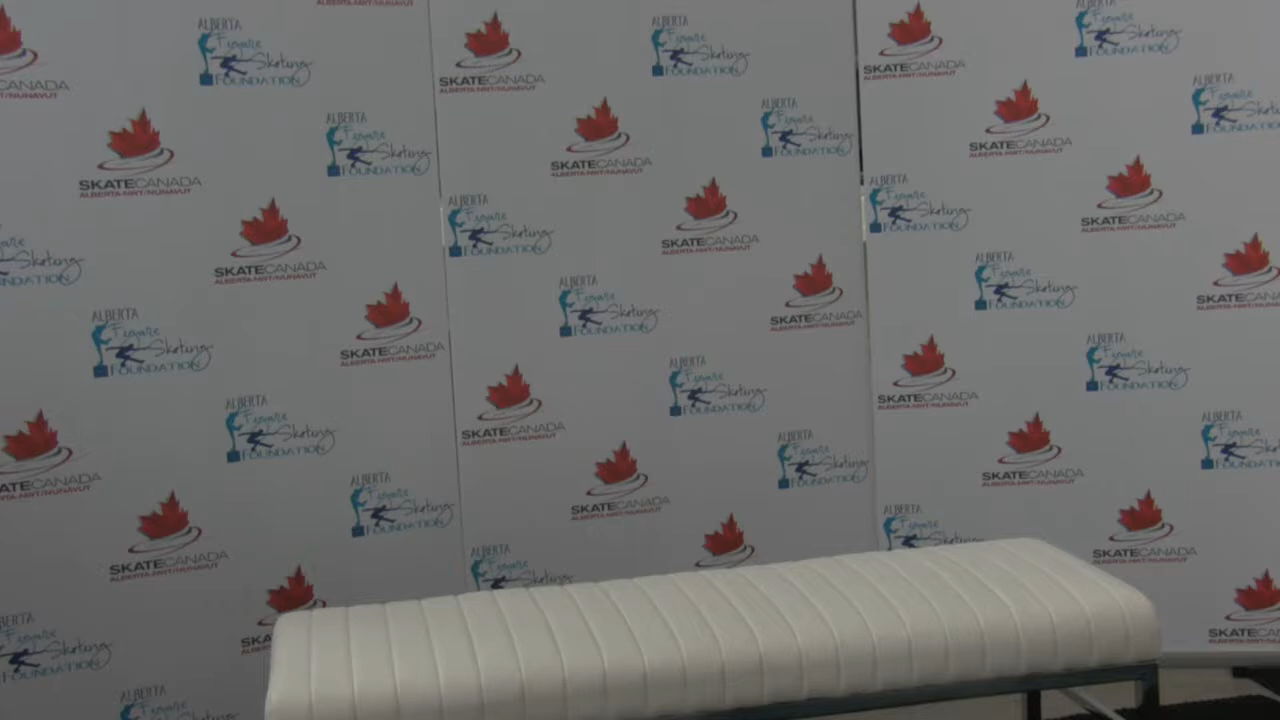 ALBERTA
Figure
Skating
FOUNDATION
SKATECANADA
ALBERTA-NWT/NUNAVUT